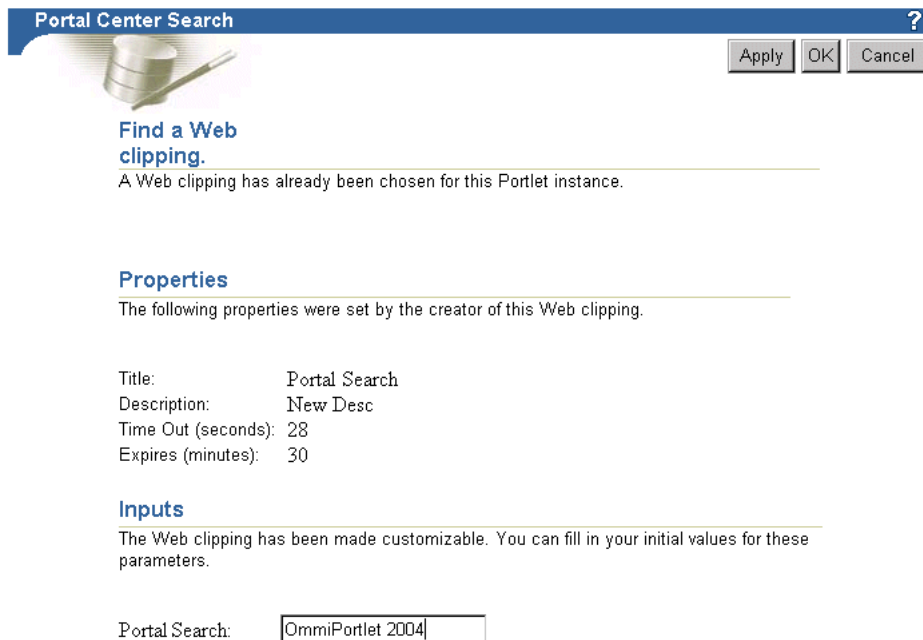 Portal Center Search ?
Apply OK Cancel
Find a Web
clipping.
A Web clipping has already been chosen for this Portlet instance.
Properties
The following properties were set by the creator of this Web clipping.
Title: Portal Search
Description: New Desc
Time Out (seconds): 28
Expires (minutes): 30
Inputs
The Web clipping has been made customizable. You can fill in your initial values for these
parameters.
Portal Search: OmmiPortlet 2004